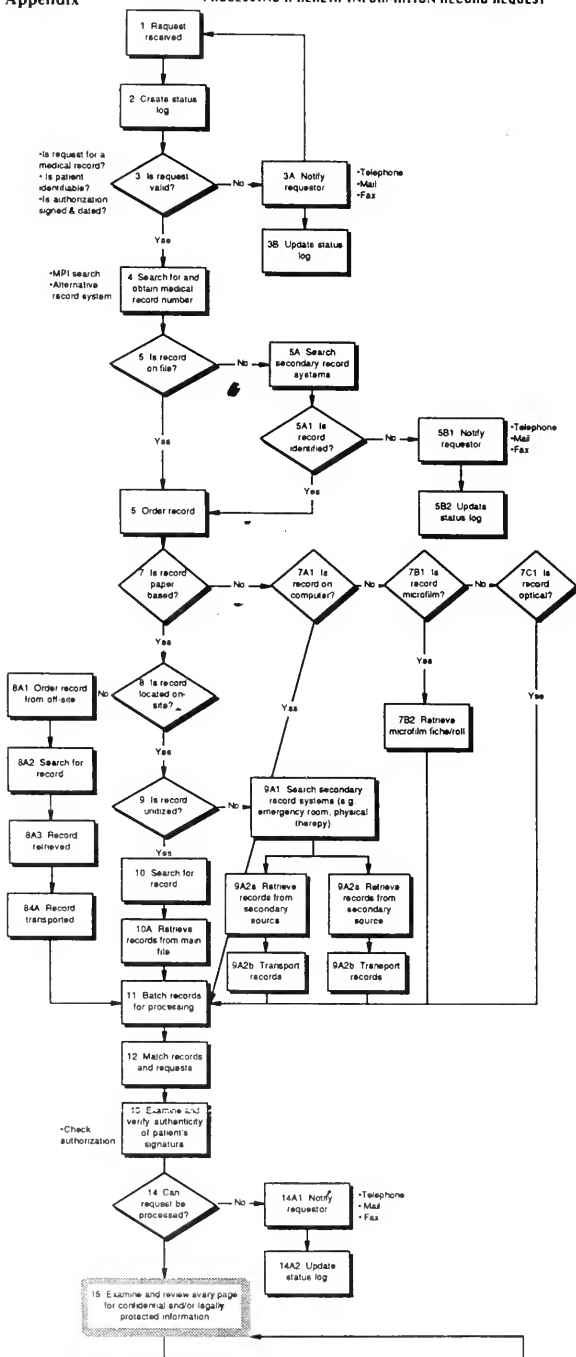 Appendix
PROCESSING A HEALTH INFORMATION RECORD REQUEST
1 Request
received
2 Create status
log
•Is request for a
medical record?
• Is patient
identifiable?
•Is authorization
signed & dated?
3 Is request
valid?
No
3A Notify
requestor
•Telephone
•Mail
•Fax
3B Update status
log
Yse
•MPI search
•Alternative
record system
4 Search for and
obtain medical
record number
5 Is record
on file?
No
5A Search
secondary record
systems
5A1 Is
record
identified?
No
5B1 Notify
requestor
•Telephone
•Mail
•Fax
5B2 Update
status log
Yes
Yes
5 Order record
7 Is record
paper
based?
No
7A1 Is
record on
computer?
No
7B1 Is
record
microfilm?
No
7C1 Is
record
optical?
Yes
Yss
Yes
Yes
8 Is record
located on-
site?
No
8A1 Order record
from off-site
7B2 Retrieve
microfilm fiche/roll
Yes
8A2 Search for
record
9 Is record
unitized?
No
9A1 Search secondary
record systems (e.g.
emergency room, physical
therepy)
8A3 Record
retrieved
Yes
10 Search for
record
9A2s Retrieve
records from
secondary
source
9A2s Retrieve
records from
secondary
source
84A Record
transported
10A Retrieve
records from main
file
9A2b Transport
records
9A2b Treneport
records
11 Batch records
for processing
12 Match records
and requests
•Check
authorization
13 Examine and
verify authenticity
of patient's
signaturs
14 Can
request be
processed?
No
14A1 Notify
requestor
•Telephone
• Mail
• Fax
14A2 Update
status log
15 Examine and review svary page
for confidential and/or lagally
protected information